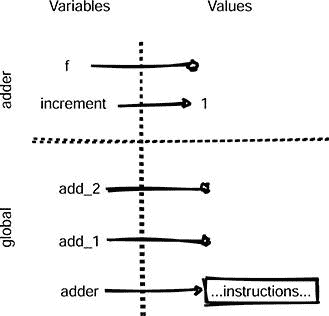 Variables Values
adder
f
increment 1
global
add_2
add_1
adder ...instructions...